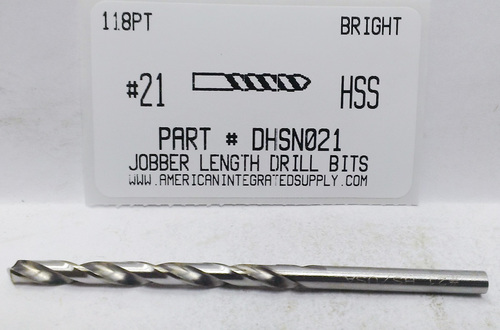 118PT BRIGHT
#21 HSS
PART # DHSN021
JOBBER LENGTH DRILL BITS
WWW.AMERICANINTEGRATEDSUPPLY.COM